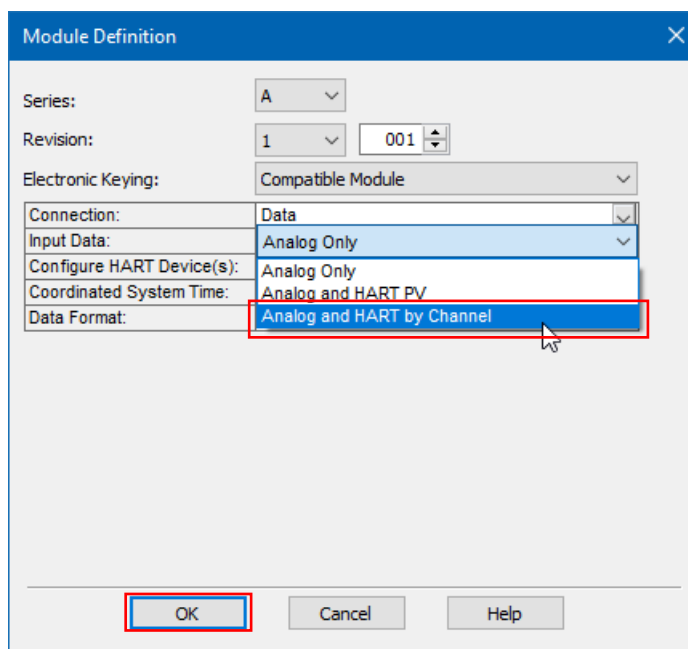 Module Definition
Series: A
Revision: 1 001
Electronic Keying: Compatible Module
Connection: Data
Input Data: Analog Only
Configure HART Device(s): Analog Only
Coordinated System Time: Analog and HART PV
Data Format: Analog and HART by Channel
OK Cancel Help